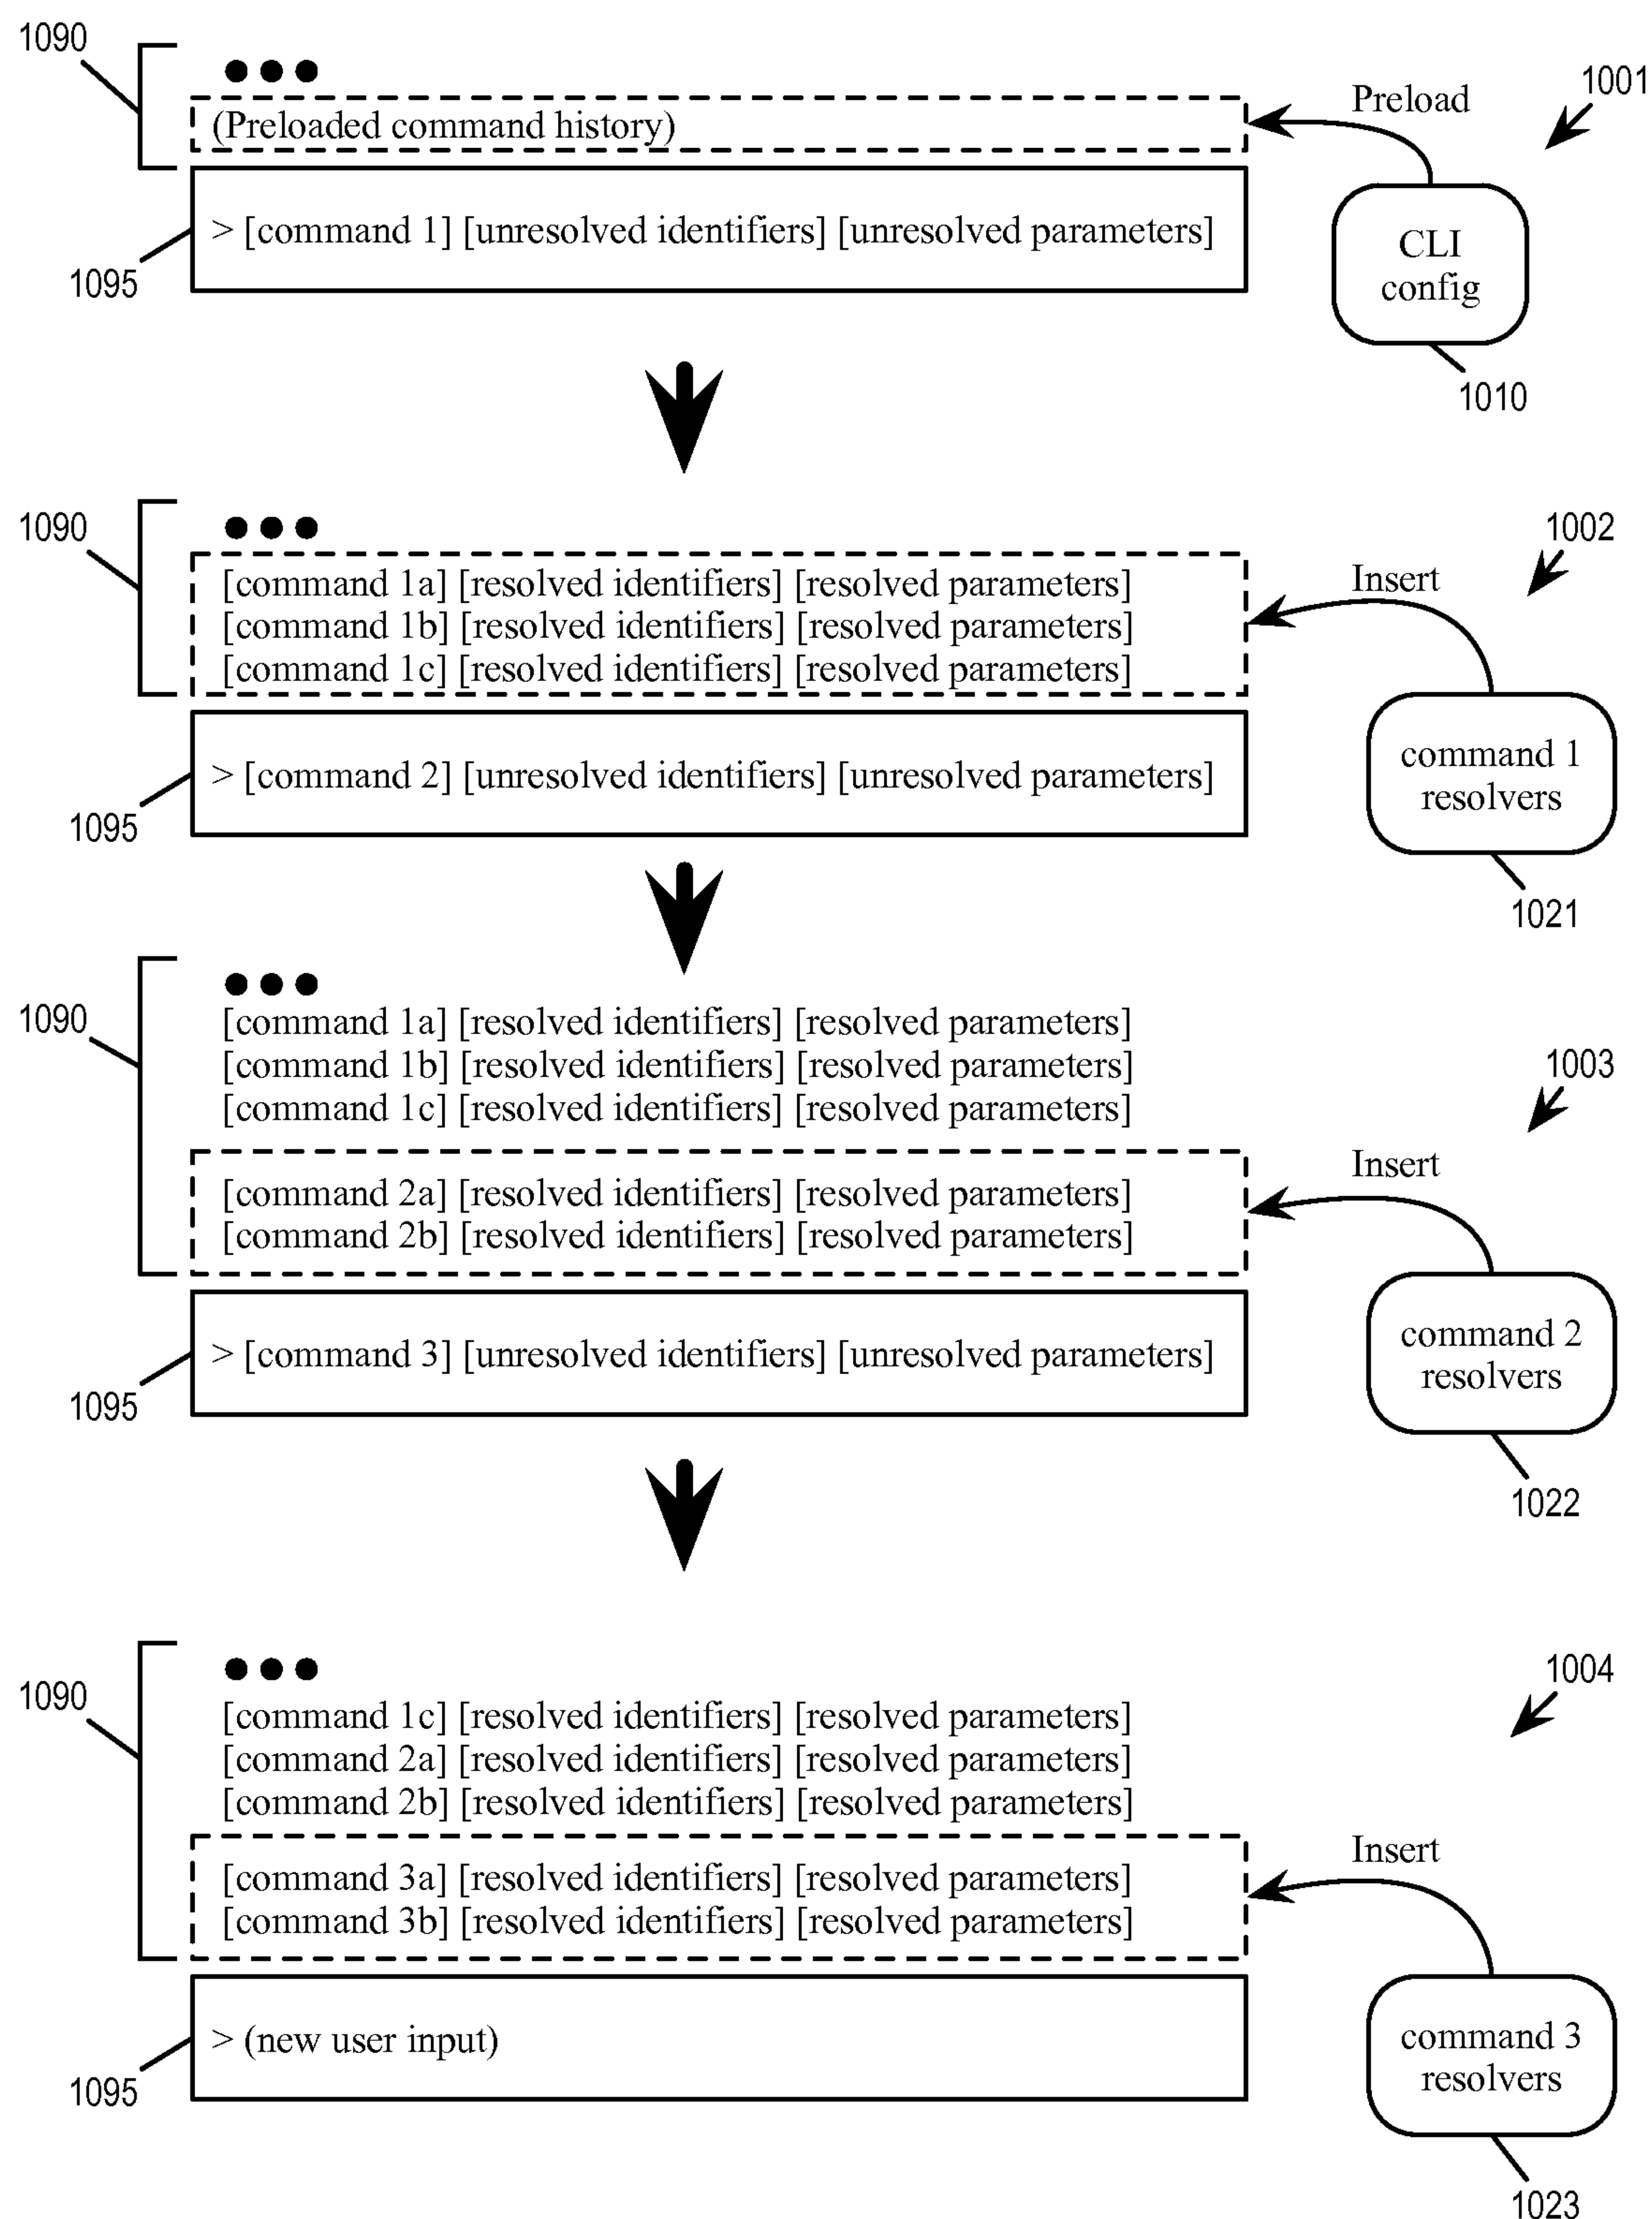 1090
●●●
(Preloaded command history)
Preload
1001
> [command 1] [unresolved identifiers] [unresolved parameters]
1095
CLI
config
1010
1090
●●●
[command 1a] [resolved identifiers] [resolved parameters]
[command 1b] [resolved identifiers] [resolved parameters]
[command 1c] [resolved identifiers] [resolved parameters]
Insert
1002
> [command 2] [unresolved identifiers] [unresolved parameters]
1095
command 1
resolvers
1021
1090
●●●
[command 1a] [resolved identifiers] [resolved parameters]
[command 1b] [resolved identifiers] [resolved parameters]
[command 1c] [resolved identifiers] [resolved parameters]
1003
[command 2a] [resolved identifiers] [resolved parameters]
[command 2b] [resolved identifiers] [resolved parameters]
Insert
> [command 3] [unresolved identifiers] [unresolved parameters]
1095
command 2
resolvers
1022
1090
●●●
[command 1c] [resolved identifiers] [resolved parameters]
[command 2a] [resolved identifiers] [resolved parameters]
[command 2b] [resolved identifiers] [resolved parameters]
1004
[command 3a] [resolved identifiers] [resolved parameters]
[command 3b] [resolved identifiers] [resolved parameters]
Insert
> (new user input)
1095
command 3
resolvers
1023